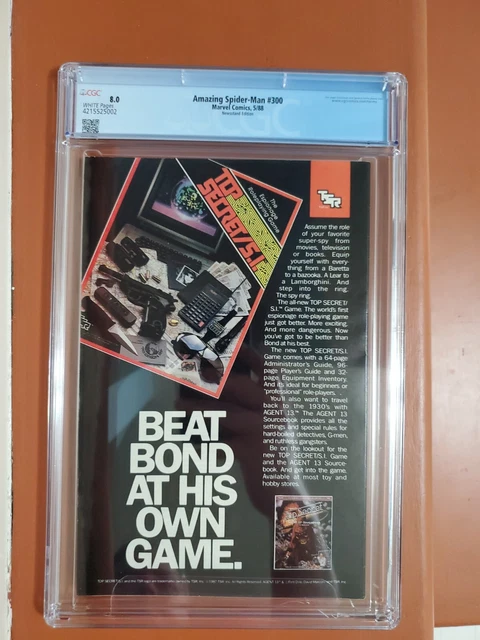 CGC
8.0
WHITE Pages
4215525002
Amazing Spider-Man #300
Marvel Comics, 5/88
Newsstand Edition
TOP
SECRET/S.I.
The
Espionage
Roleplaying Game
TSR
Assume the role
of your favorite
super-spy from
movies, television
or books. Equip
yourself with every-
thing from a Baretta
to a bazooka. A Lear to
a Lamborghini. And
step into the ring.
The spy ring.
The all-new TOP SECRET/
S.I.™ Game. The world's first
espionage role-playing game
just got better. More exciting.
And more dangerous. Now
you've got to be better than
Bond at his best.
The new TOP SECRET/S.I.
Game comes with a 64-page
Administrator's Guide, 96-
page Player's Guide and 32-
page Equipment Inventory.
And it's ideal for beginners or
"professional" role-players.
You'll also want to travel
back to the 1930's with
AGENT 13.™ The AGENT 13
Sourcebook provides all the
settings and special rules for
hard-boiled detectives, G-men,
and ruthless gangsters.
Be on the lookout for the
new TOP SECRET/S.I. Game
and the AGENT 13 Source-
book. And get into the game.
Available at most toy and
hobby stores.
BEAT
BOND
AT HIS
OWN
GAME.